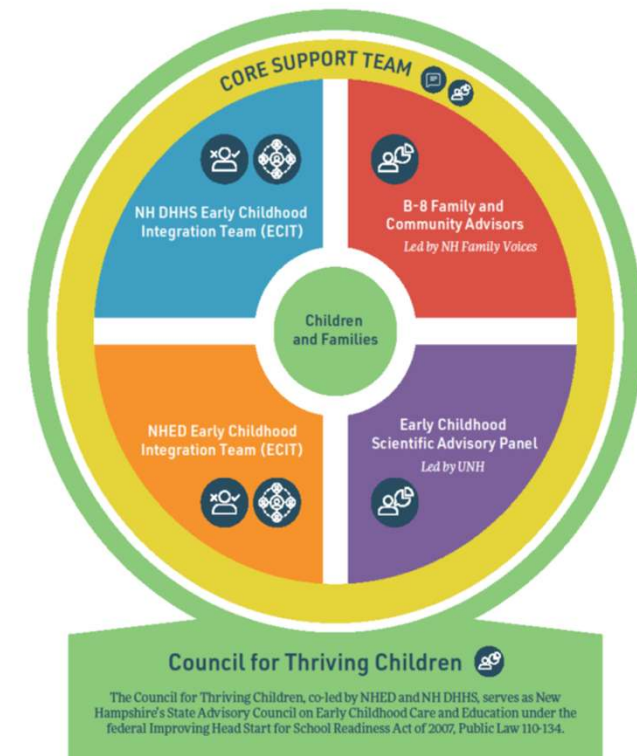 CORE SUPPORT TEAM
NH DHHS Early Childhood
Integration Team (ECIT)
B-8 Family and
Community Advisors
Led by NH Family Voices
Children
and Families
NHED Early Childhood
Integration Team (ECIT)
Early Childhood
Scientific Advisory Panel
Led by UNH
Council for Thriving Children
The Council for Thriving Children, co-led by NHED and NH DHHS, serves as New
Hampshire's State Advisory Council on Early Childhood Care and Education under the
federal Improving Head Start for School Readiness Act of 2007, Public Law 110-134.